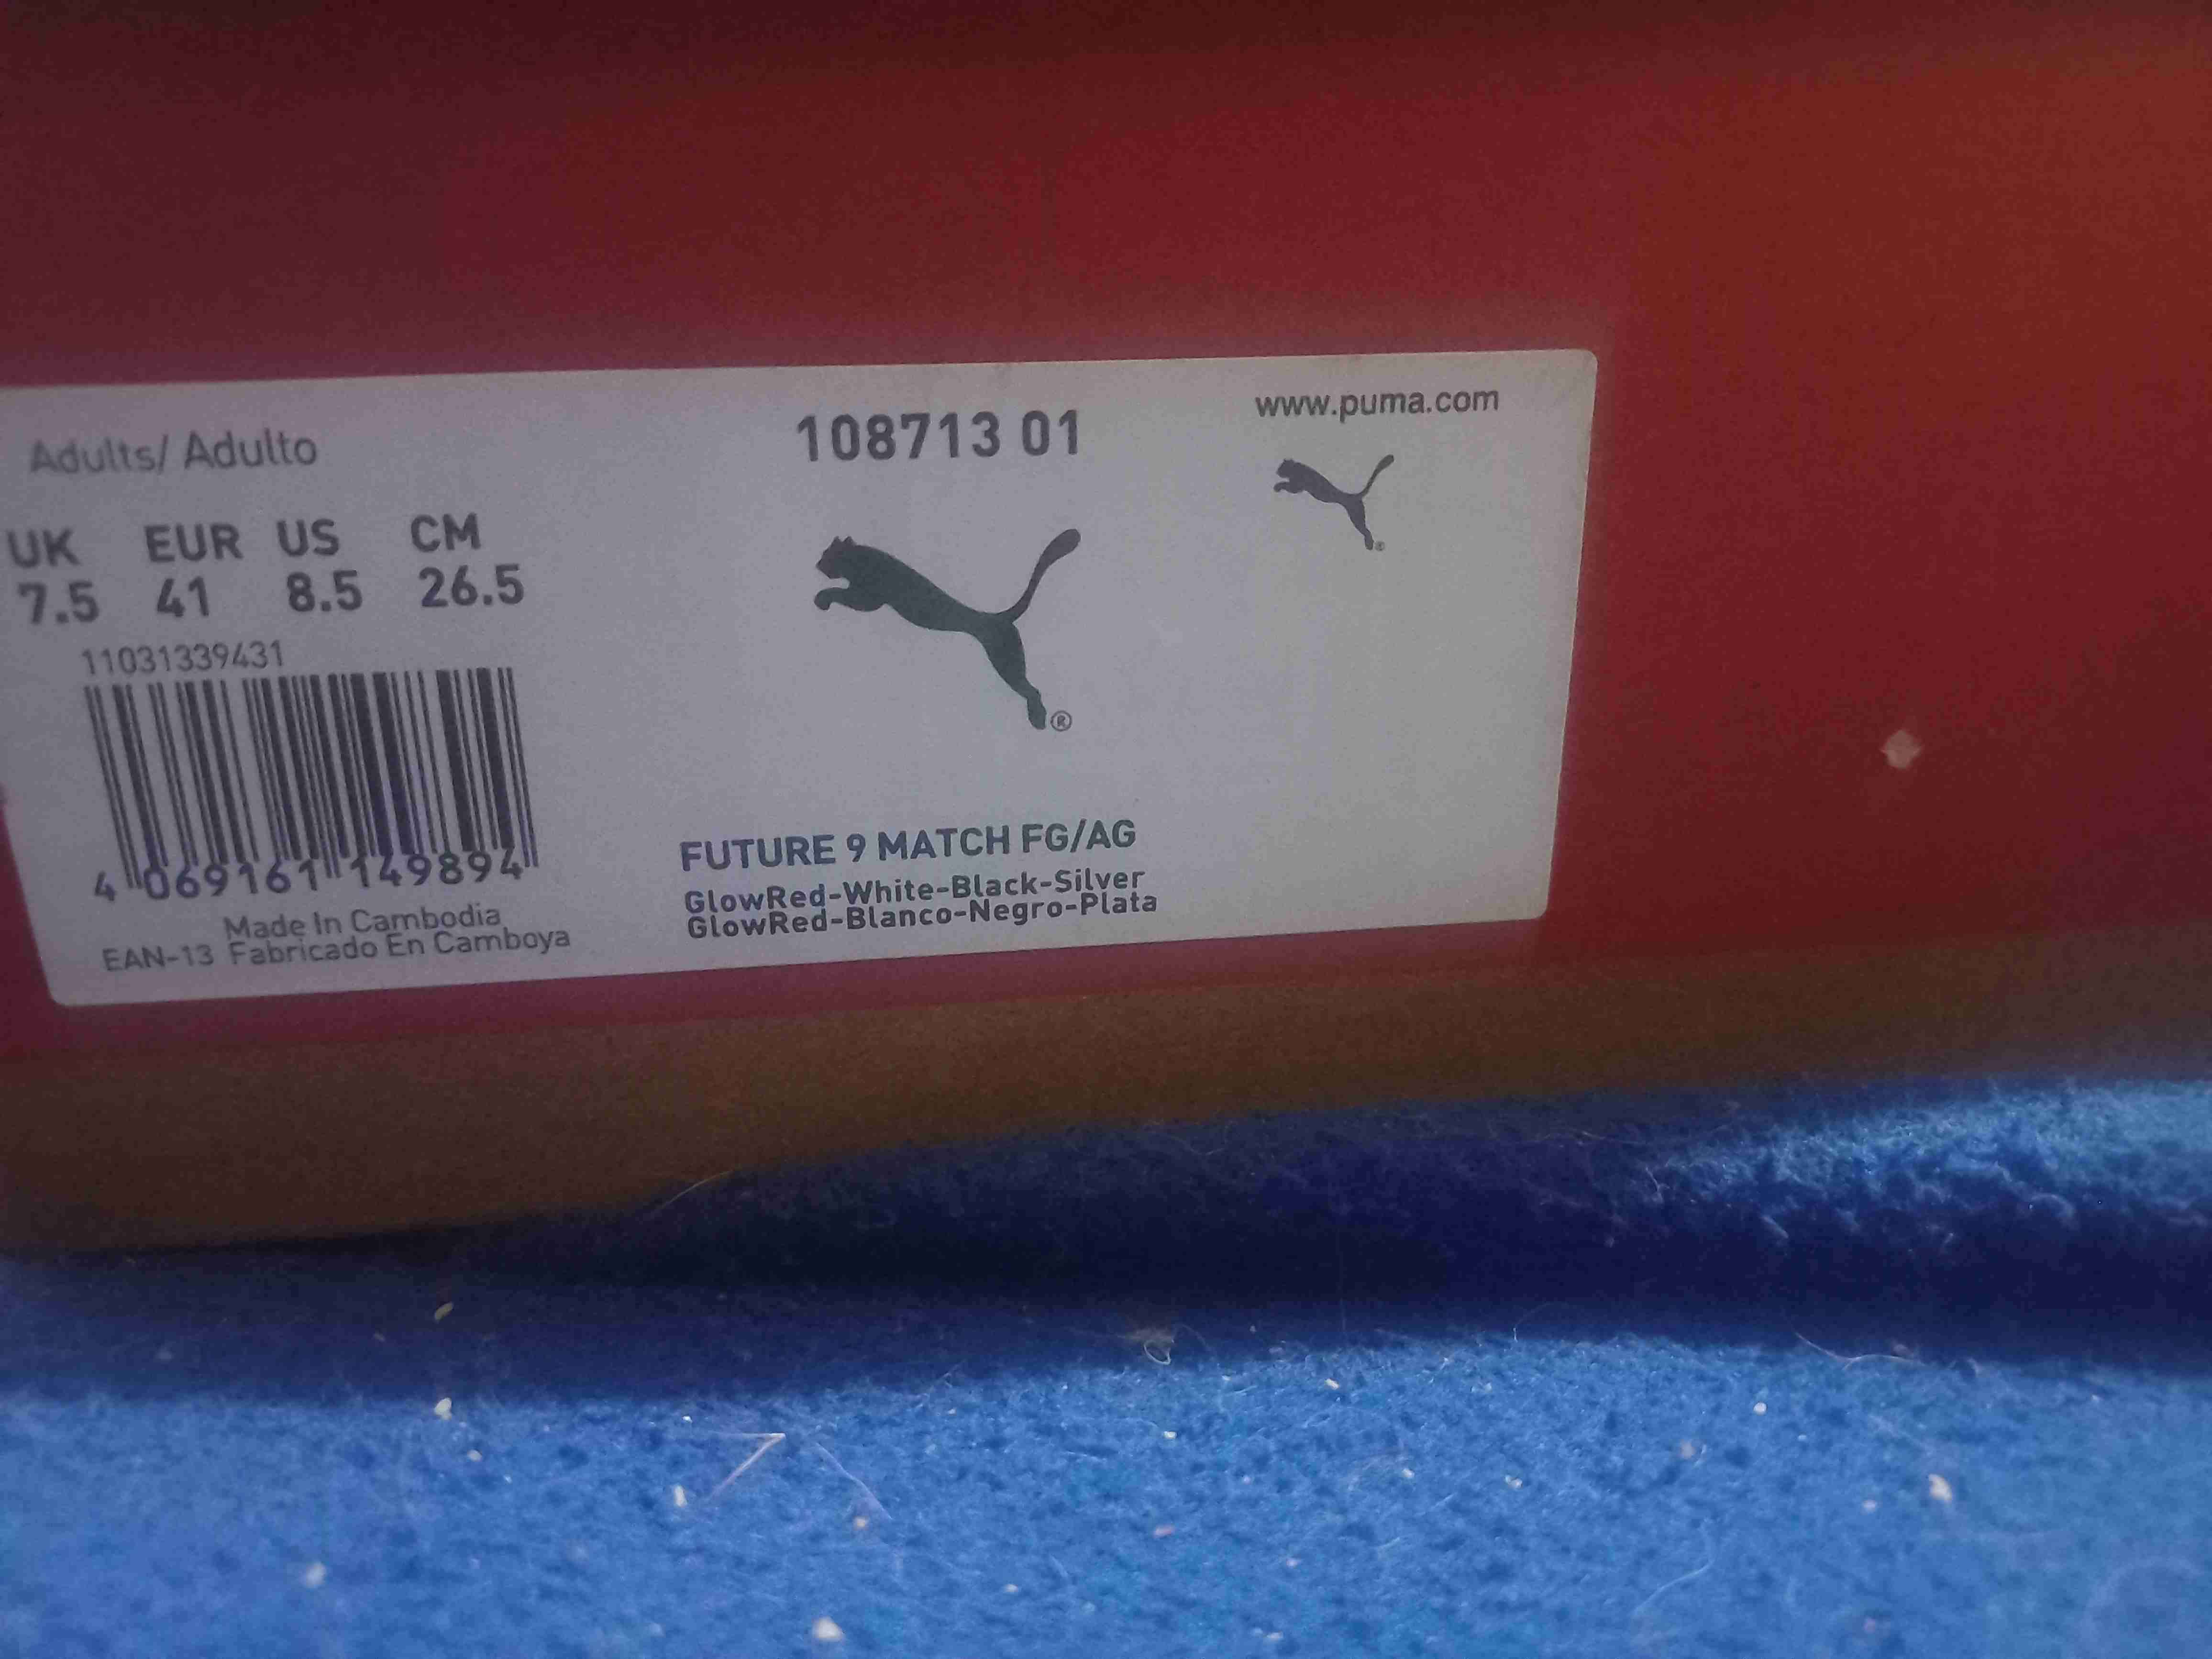 Adults/ Adulto
UK EUR US CM
7.5 41 8.5 26.5
11031339431
4 069161 149894
Made In Cambodia
EAN-13 Fabricado En Camboya
108713 01
®
FUTURE 9 MATCH FG/AG
GlowRed-White-Black-Silver
GlowRed-Blanco-Negro-Plata
www.puma.com
®